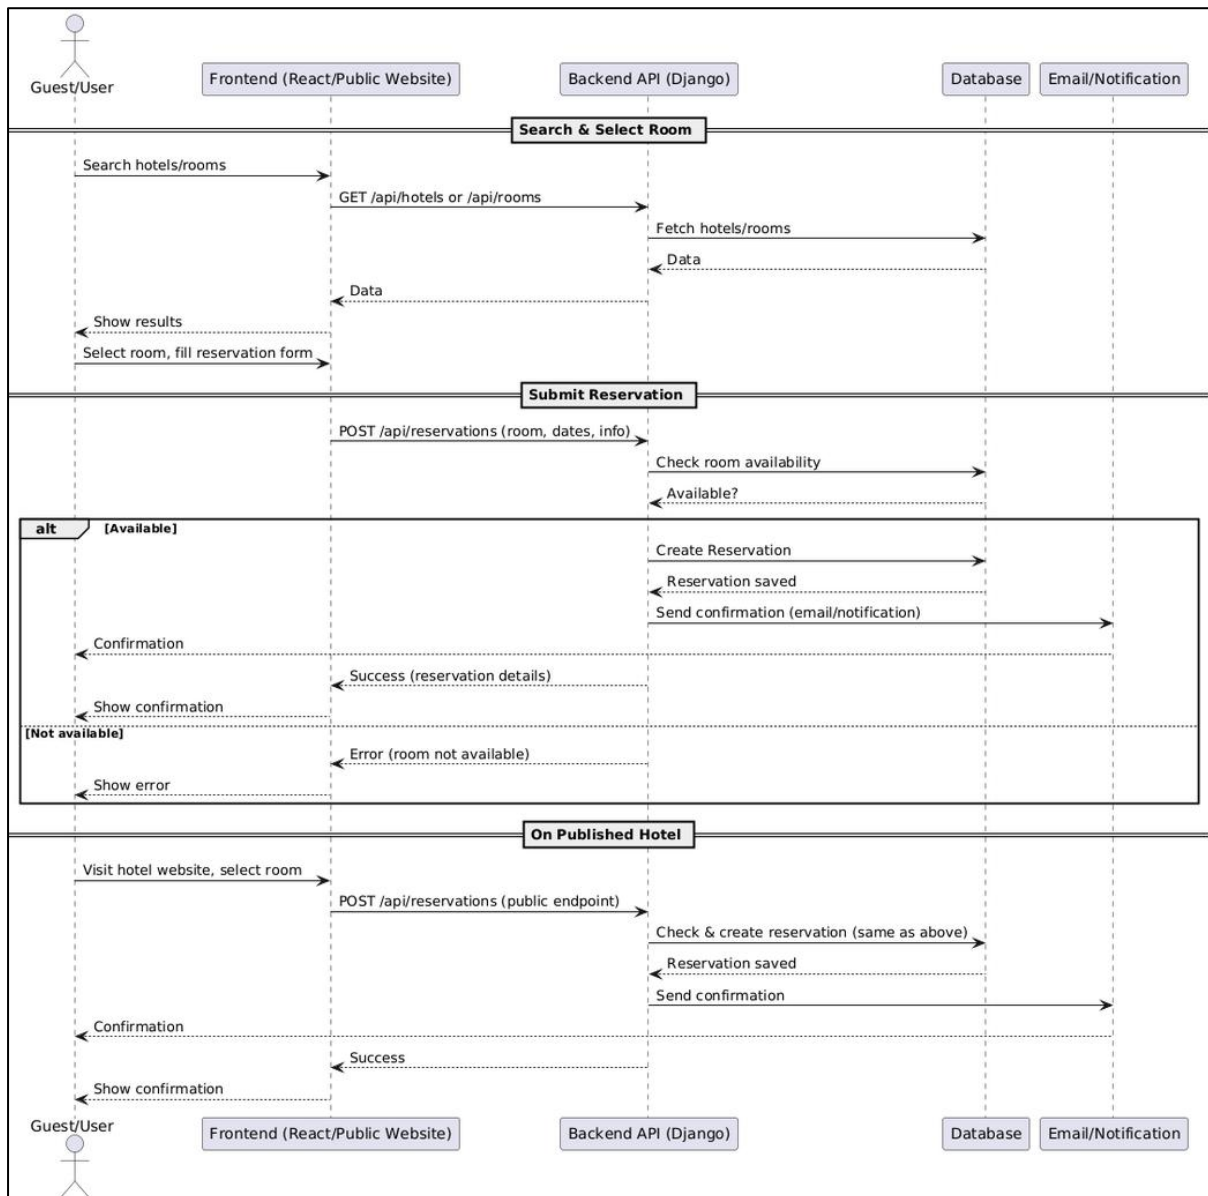 Guest/User
Frontend (React/Public Website)
Backend API (Django)
Database
Email/Notification
Search & Select Room
Search hotels/rooms
GET /api/hotels or /api/rooms
Fetch hotels/rooms
Data
Data
Show results
Select room, fill reservation form
Submit Reservation
POST /api/reservations (room, dates, info)
Check room availability
Available?
alt [Available]
Create Reservation
Reservation saved
Send confirmation (email/notification)
Confirmation
Success (reservation details)
Show confirmation
[Not available]
Error (room not available)
Show error
On Published Hotel
Visit hotel website, select room
POST /api/reservations (public endpoint)
Check & create reservation (same as above)
Reservation saved
Send confirmation
Confirmation
Success
Show confirmation
Guest/User
Frontend (React/Public Website)
Backend API (Django)
Database
Email/Notification